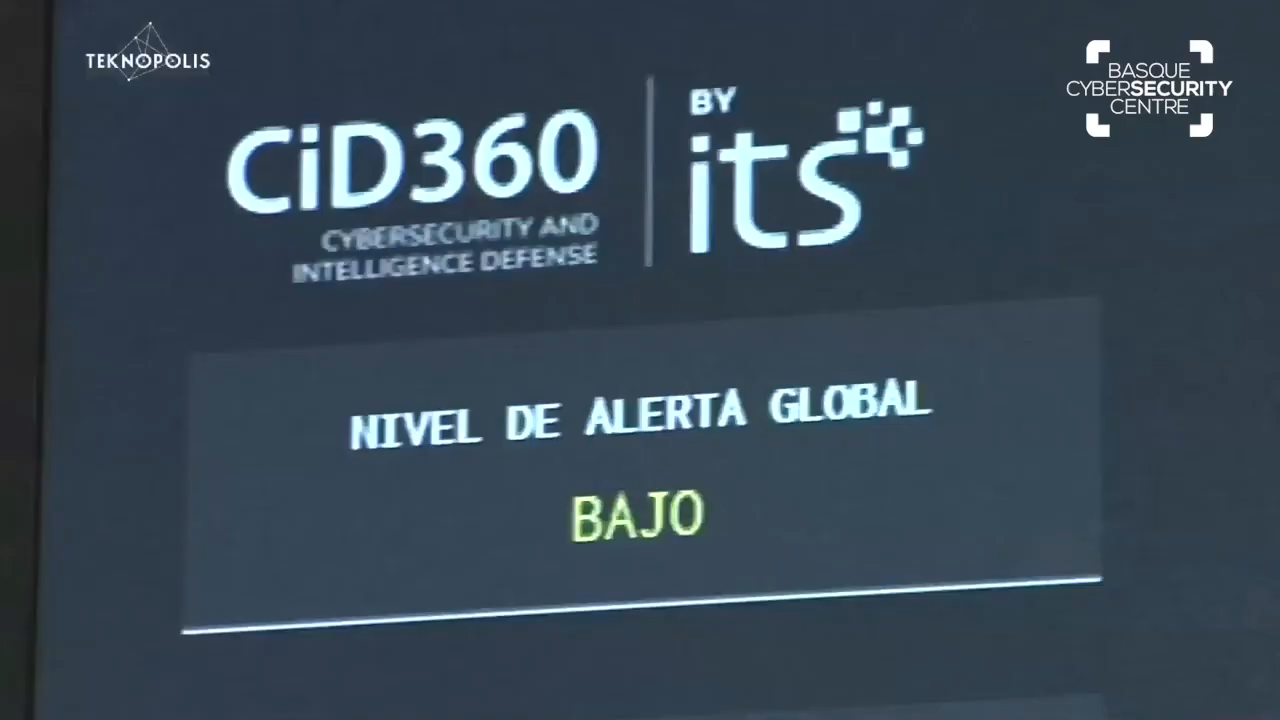 TEKNOPOLIS
BASQUE
CYBERSECURITY
CENTRE
CiD360
CYBERSECURITY AND
INTELLIGENCE DEFENSE
BY
its
NIVEL DE ALERTA GLOBAL
BAJO